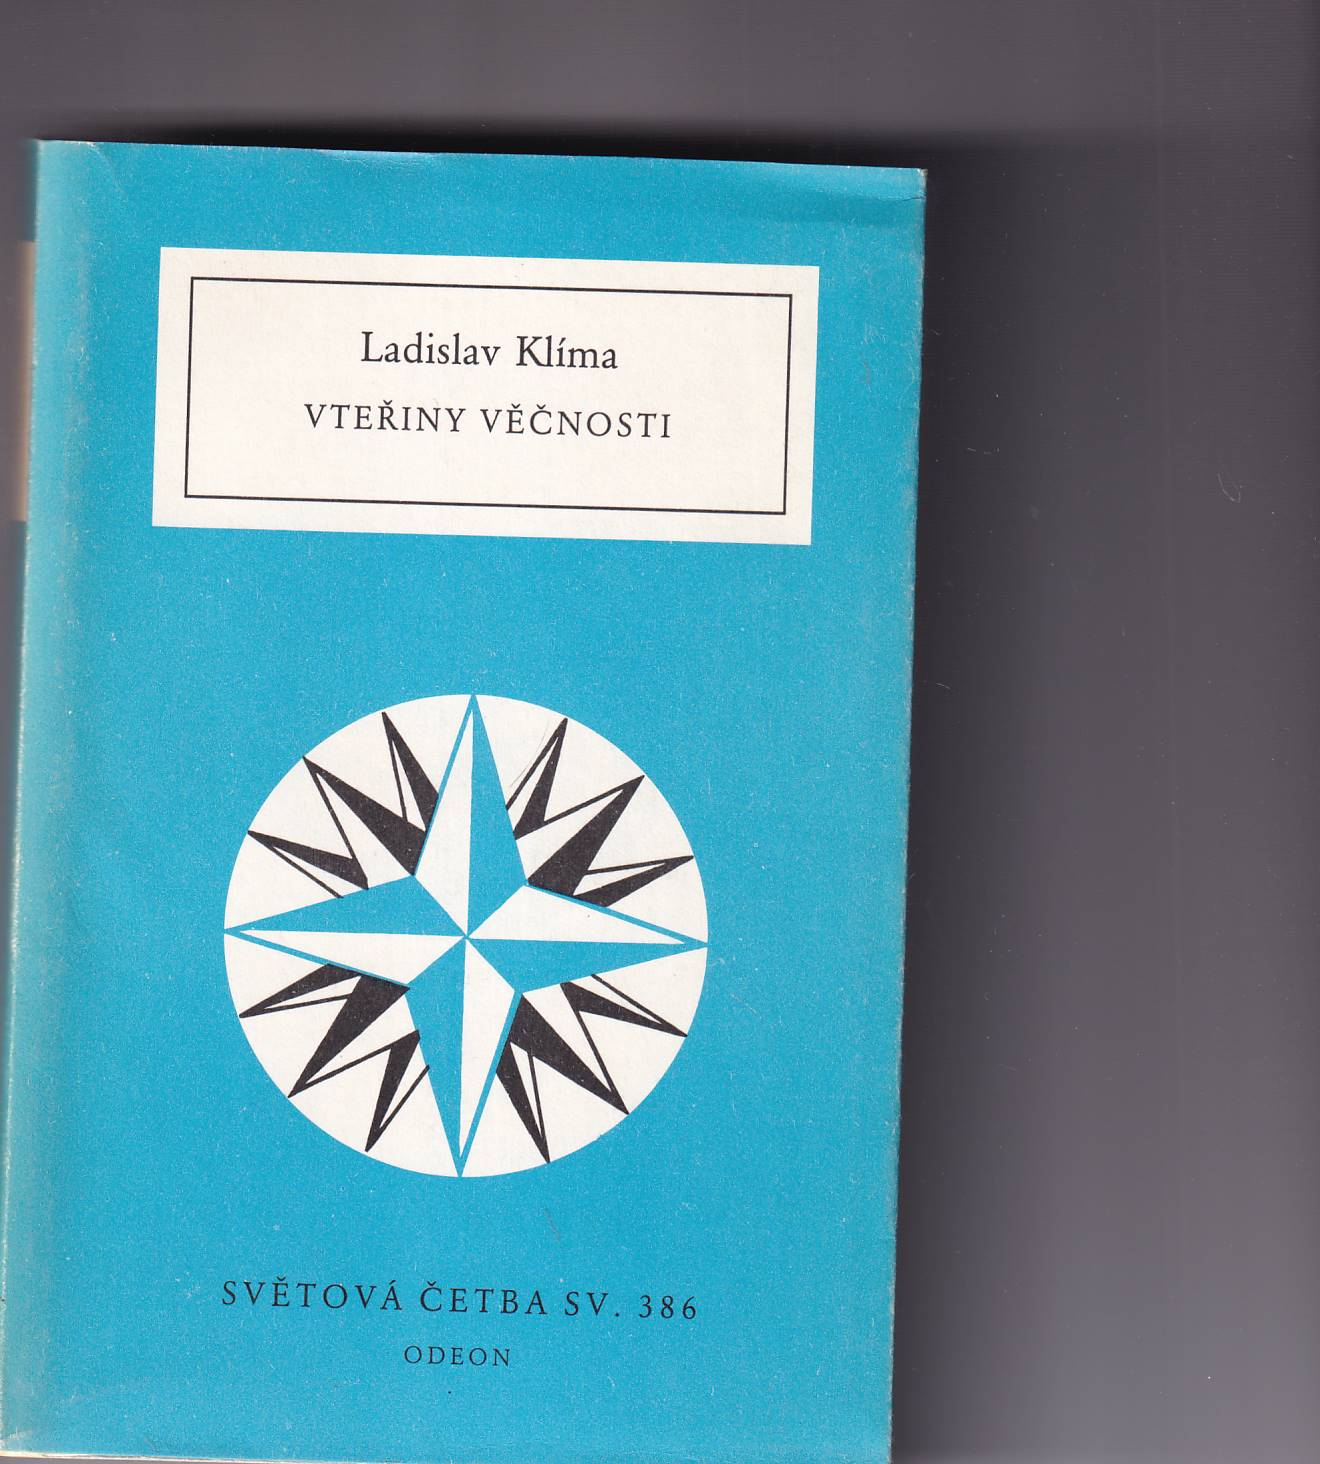 Ladislav Klíma
VTEŘINY VĚČNOSTI
SVĚTOVÁ ČETBA SV. 386
ODEON